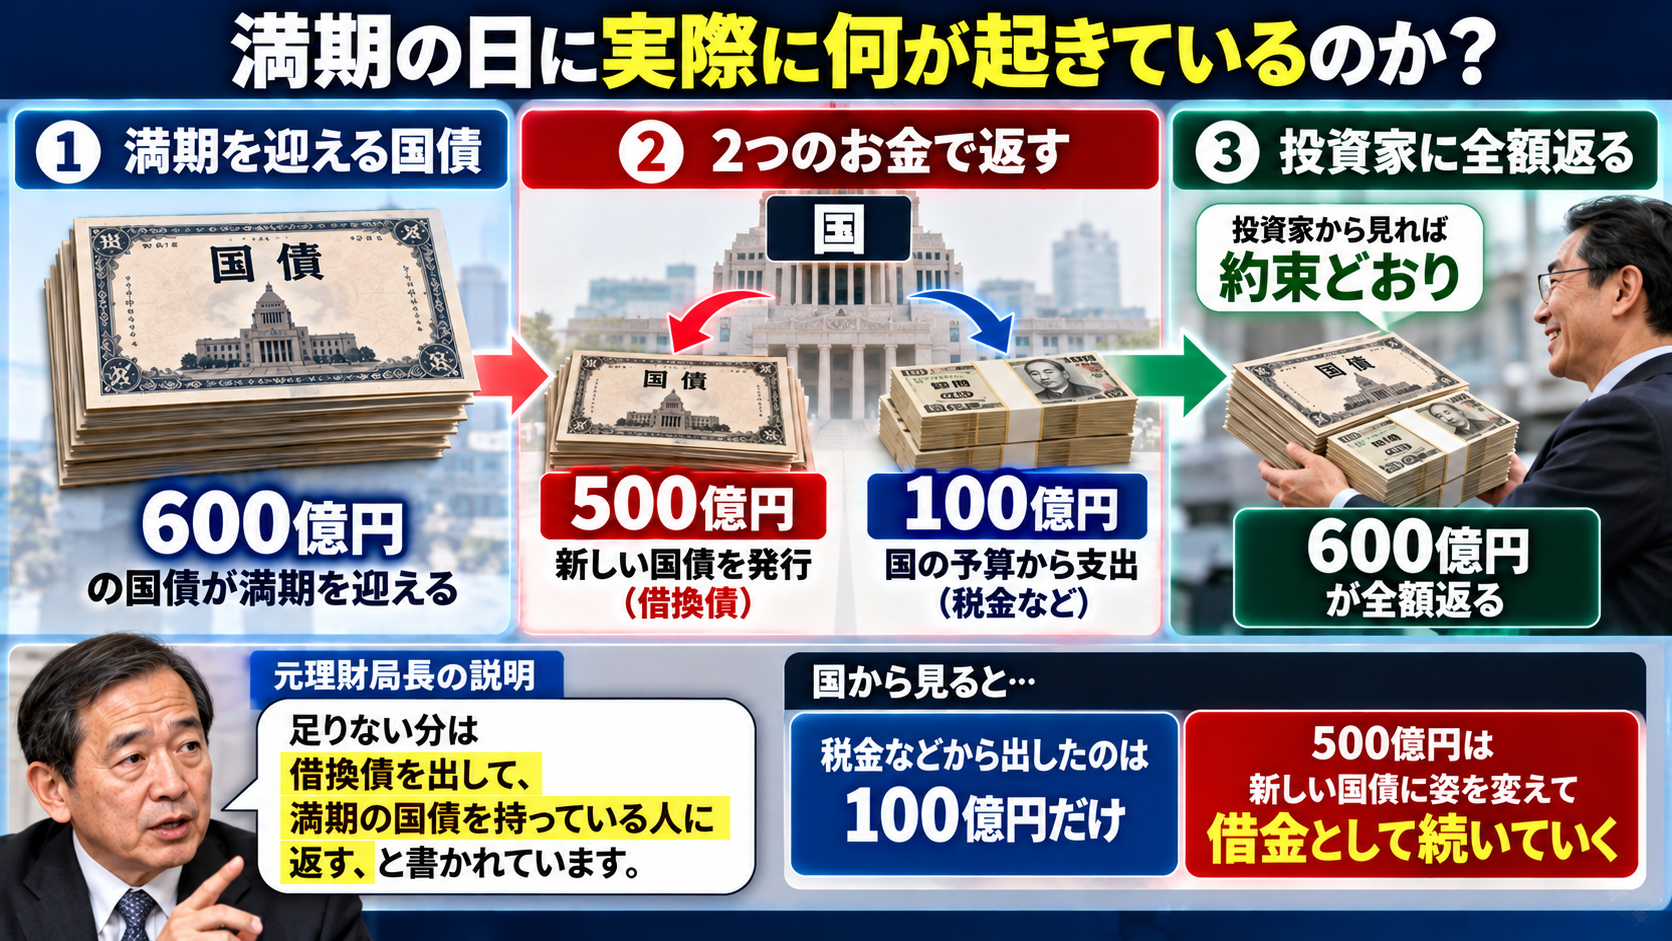 満期の日に実際に何が起きているのか?
1 満期を迎える国債
国債
600億円
の国債が満期を迎える
2 2つのお金で返す
国
国債
500億円
新しい国債を発行
(借換債)
100億円
国の予算から支出
(税金など)
3 投資家に全額返る
投資家から見れば
約束どおり
国債
600億円
が全額返る
元理財局長の説明
足りない分は
借換債を出して、
満期の国債を持っている人に
返す、と書かれています。
国から見ると…
税金などから出したのは
100億円だけ
500億円は
新しい国債に姿を変えて
借金として続いていく